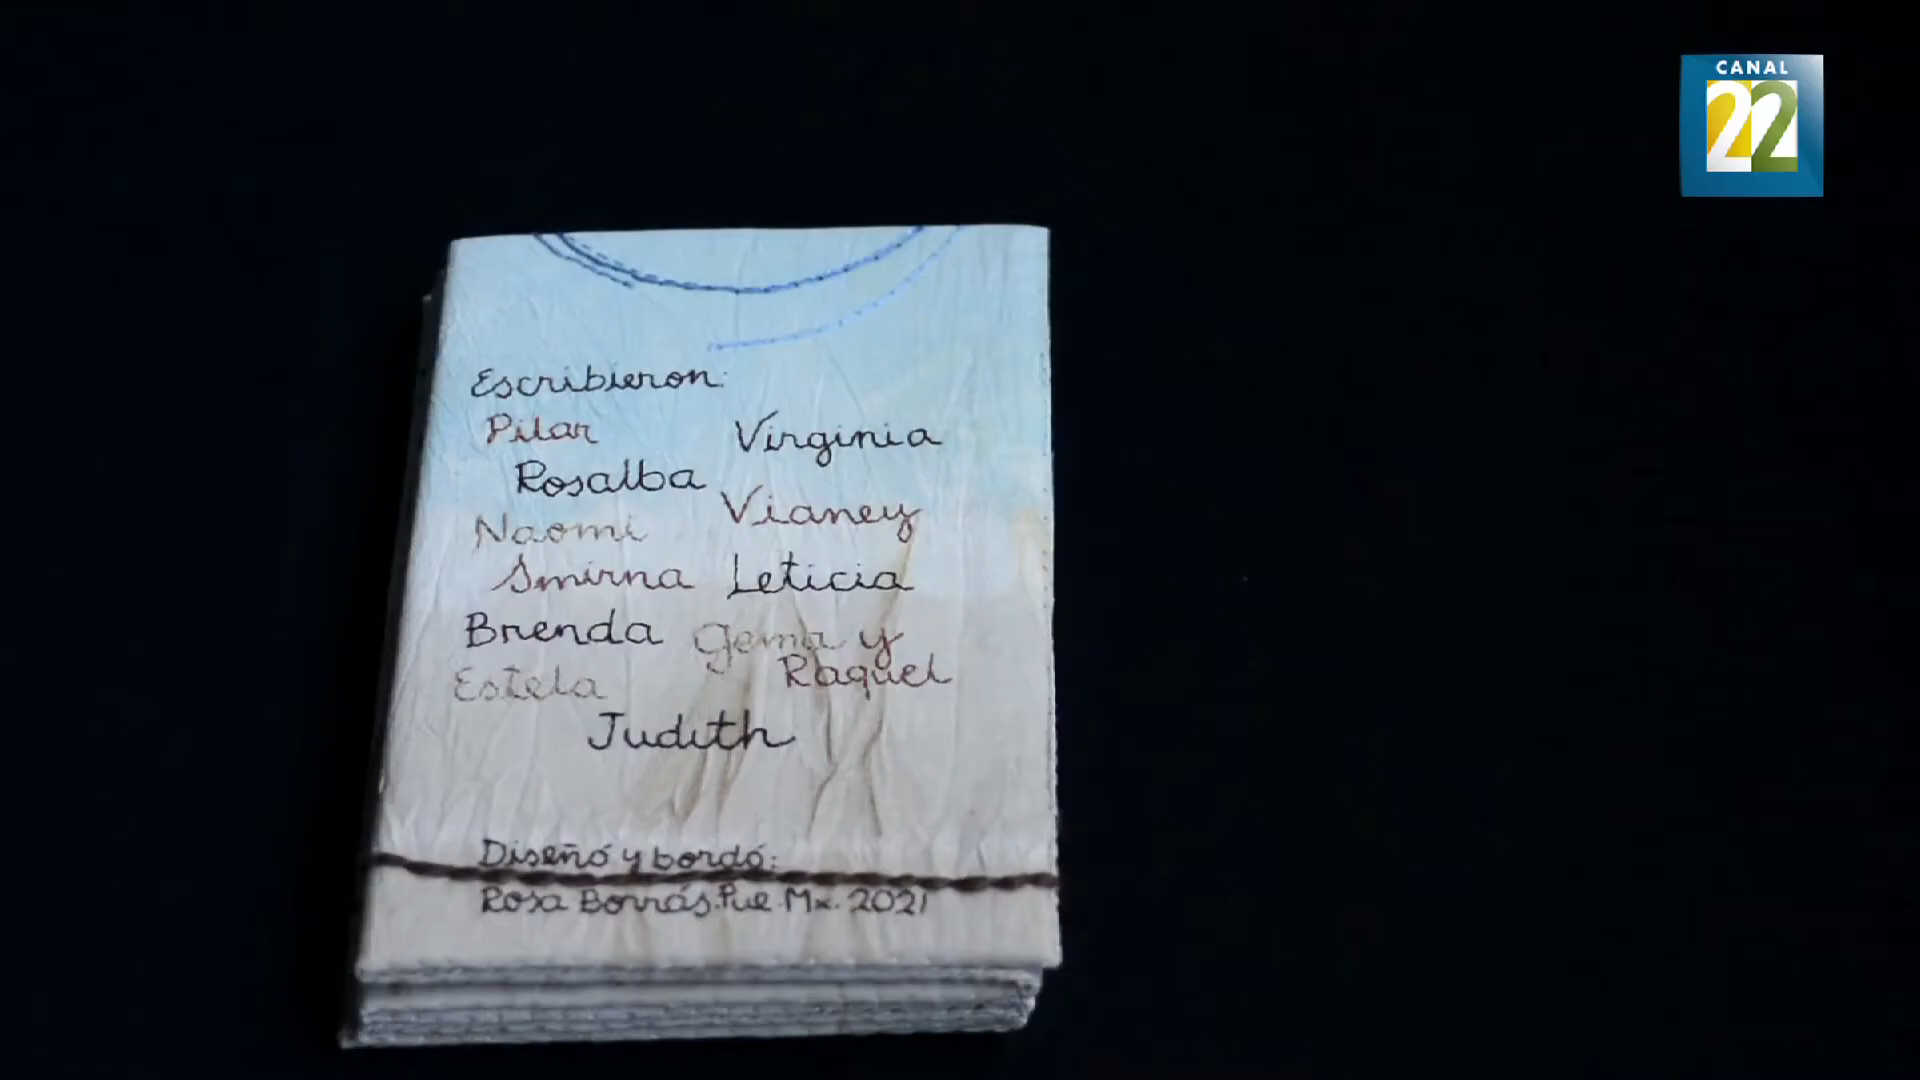 CANAL
22
Escribieron:
Pilar Virginia
Rosalba
Vianey
Naomi
Smirna Leticia
Brenda Gema y
Estela Raquel
Judith
Diseñó y bordó:
Rosa Borrás. Pue. Mx. 2021